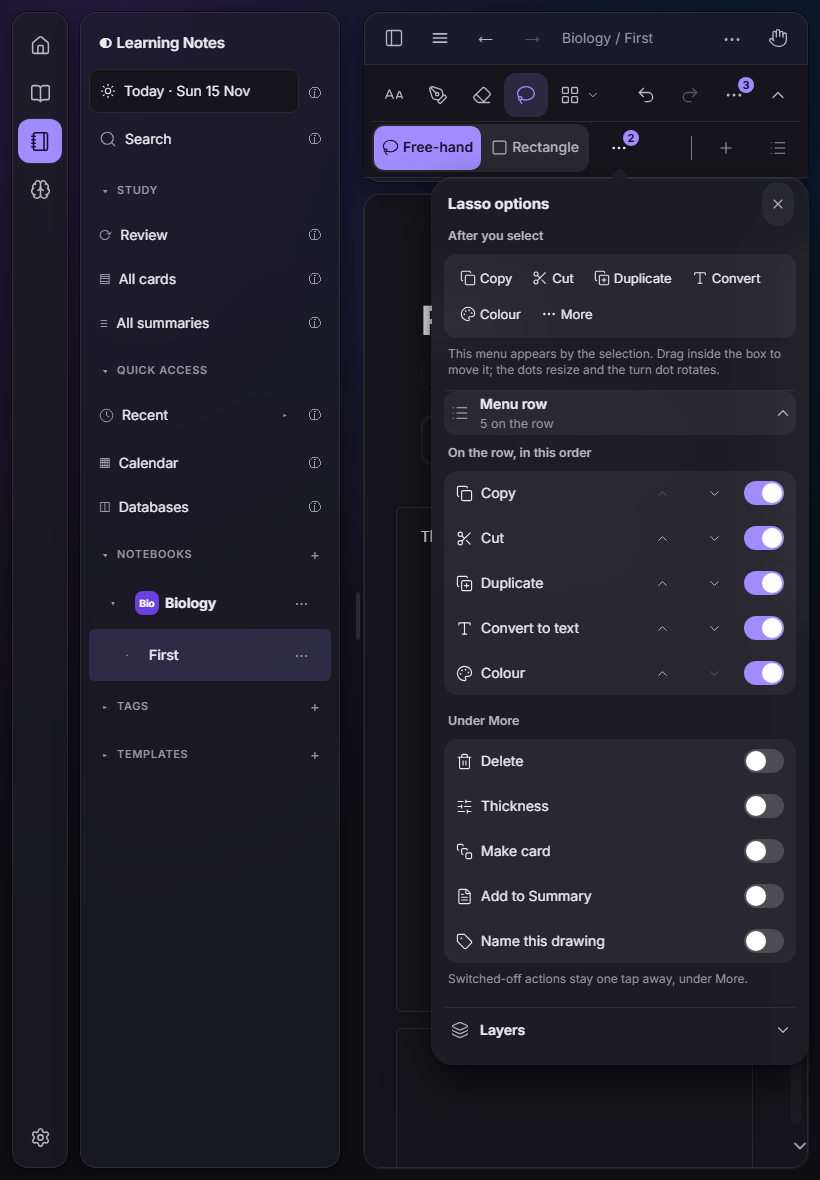 Learning Notes
Today · Sun 15 Nov
Search
STUDY
Review
All cards
All summaries
QUICK ACCESS
Recent
Calendar
Databases
NOTEBOOKS
Bio Biology
First
TAGS
TEMPLATES
Biology / First
AA
3
Free-hand Rectangle
2
Lasso options
After you select
Copy Cut Duplicate Convert
Colour More
This menu appears by the selection. Drag inside the box to
move it; the dots resize and the turn dot rotates.
Menu row
5 on the row
On the row, in this order
Copy
Cut
Duplicate
Convert to text
Colour
Under More
Delete
Thickness
Make card
Add to Summary
Name this drawing
Switched-off actions stay one tap away, under More.
Layers